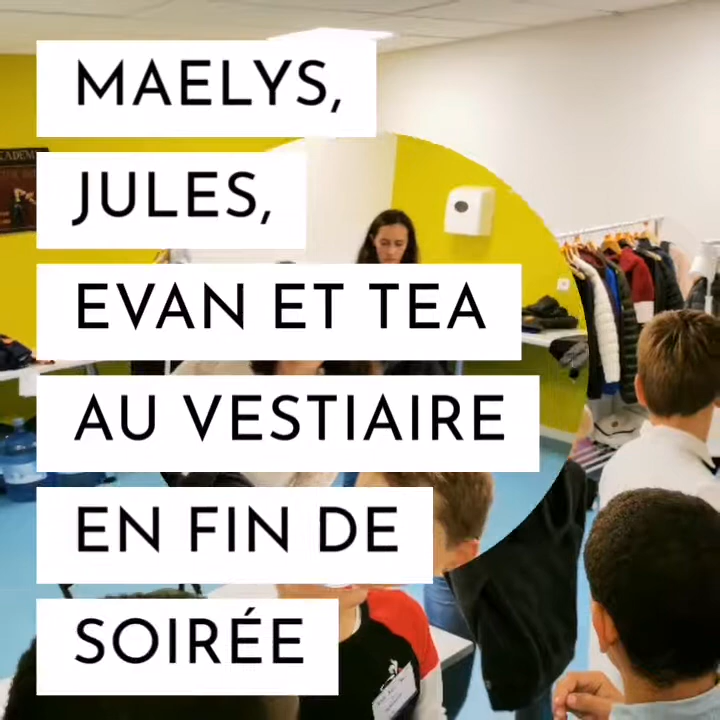 MAELYS,
JULES,
EVAN ET TEA
AU VESTIAIRE
EN FIN DE
SOIRÉE